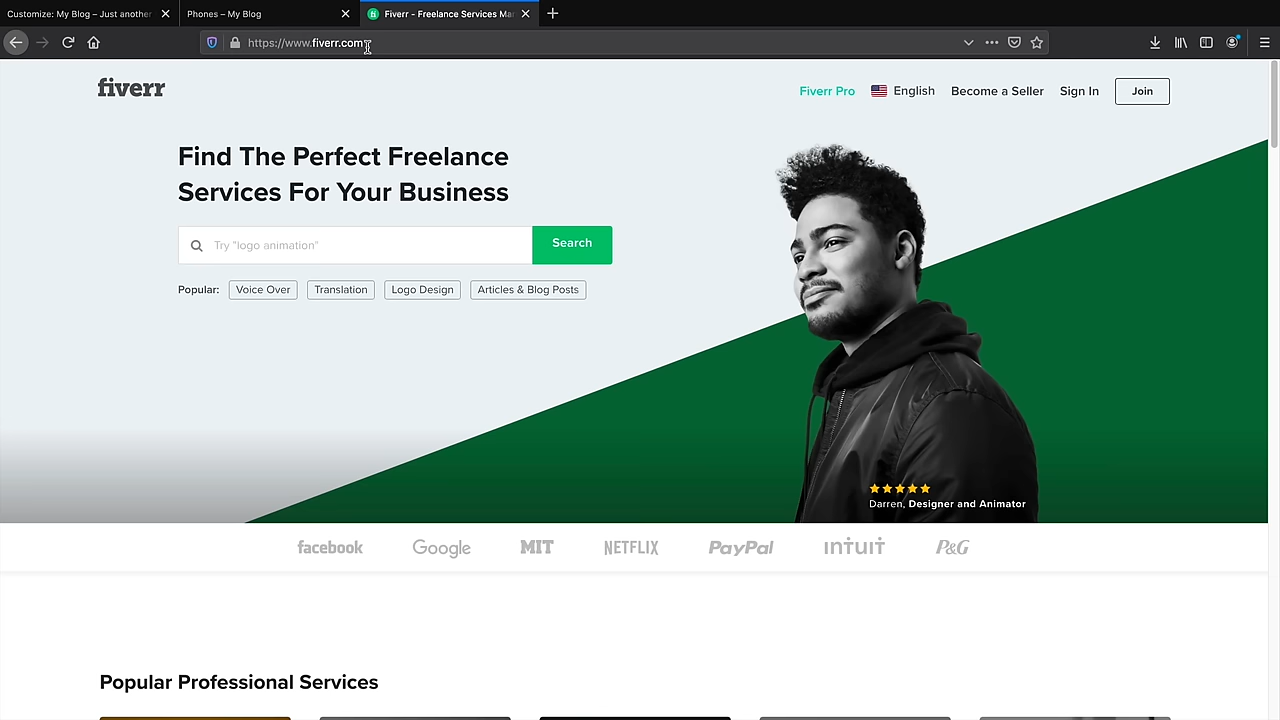 Customize: My Blog – Just another
Phones – My Blog
Fiverr - Freelance Services Mar
https://www.fiverr.com
fiverr
Fiverr Pro
English
Become a Seller
Sign In
Join
Find The Perfect Freelance
Services For Your Business
Try "logo animation"
Search
Popular:
Voice Over
Translation
Logo Design
Articles & Blog Posts
Darren, Designer and Animator
facebook
Google
MIT
NETFLIX
PayPal
intuit
P&G
Popular Professional Services